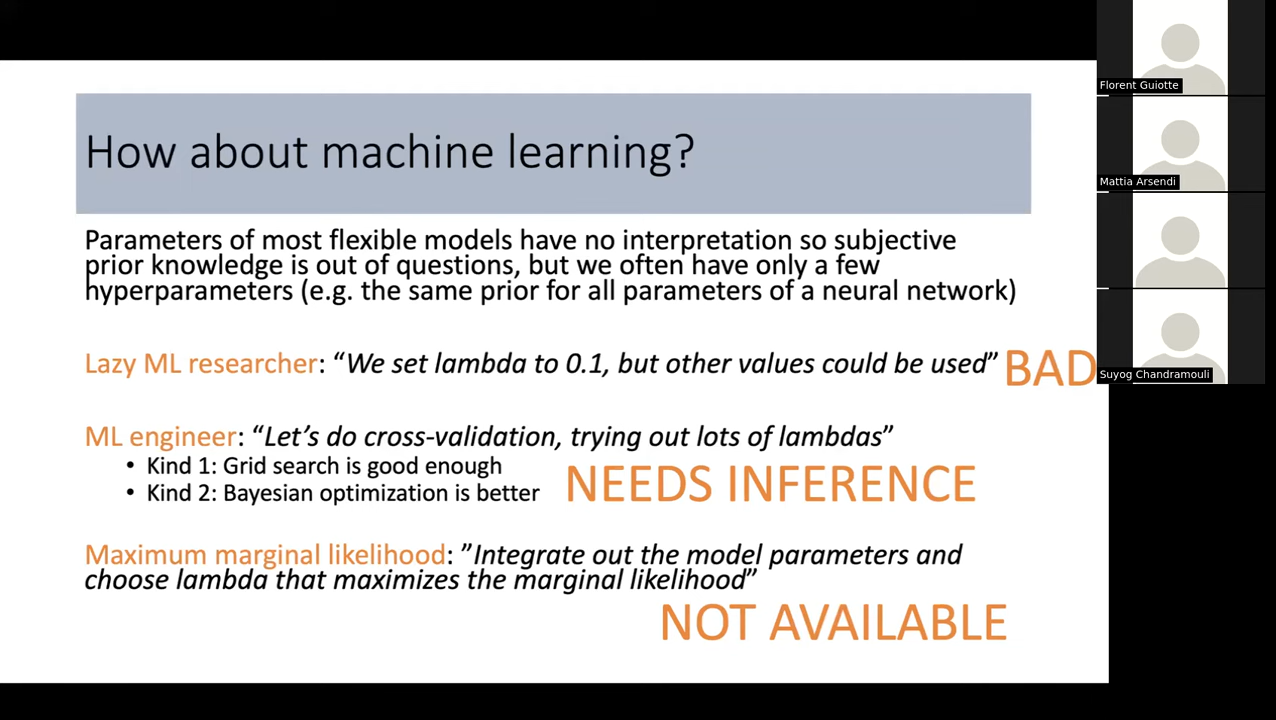 How about machine learning?
Parameters of most flexible models have no interpretation so subjective
prior knowledge is out of questions, but we often have only a few
hyperparameters (e.g. the same prior for all parameters of a neural network)
Lazy ML researcher: “We set lambda to 0.1, but other values could be used” BAD
ML engineer: “Let’s do cross-validation, trying out lots of lambdas”
• Kind 1: Grid search is good enough
• Kind 2: Bayesian optimization is better
NEEDS INFERENCE
Maximum marginal likelihood: ”Integrate out the model parameters and
choose lambda that maximizes the marginal likelihood”
NOT AVAILABLE
Florent Guiotte
Mattia Arsendi
Suyog Chandramouli